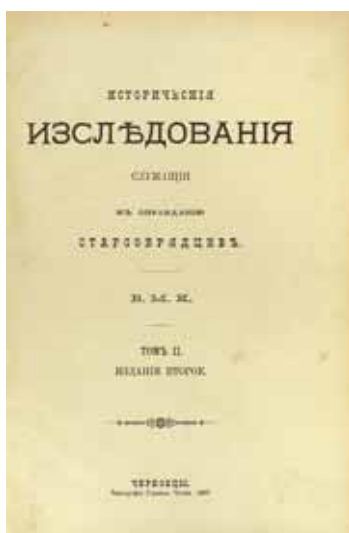 ИСТОРИЧЕСКІЯ
ИЗСЛѢДОВАНІЯ
СЛУЖАЩІЯ
КЪ ОПРАВДАНІЮ
СТАРООБРЯДЦЕВЪ.
В. М. К.
ТОМЪ II.
ИЗДАНІЕ ВТОРОЕ.
ЧЕРНОВЦЫ.